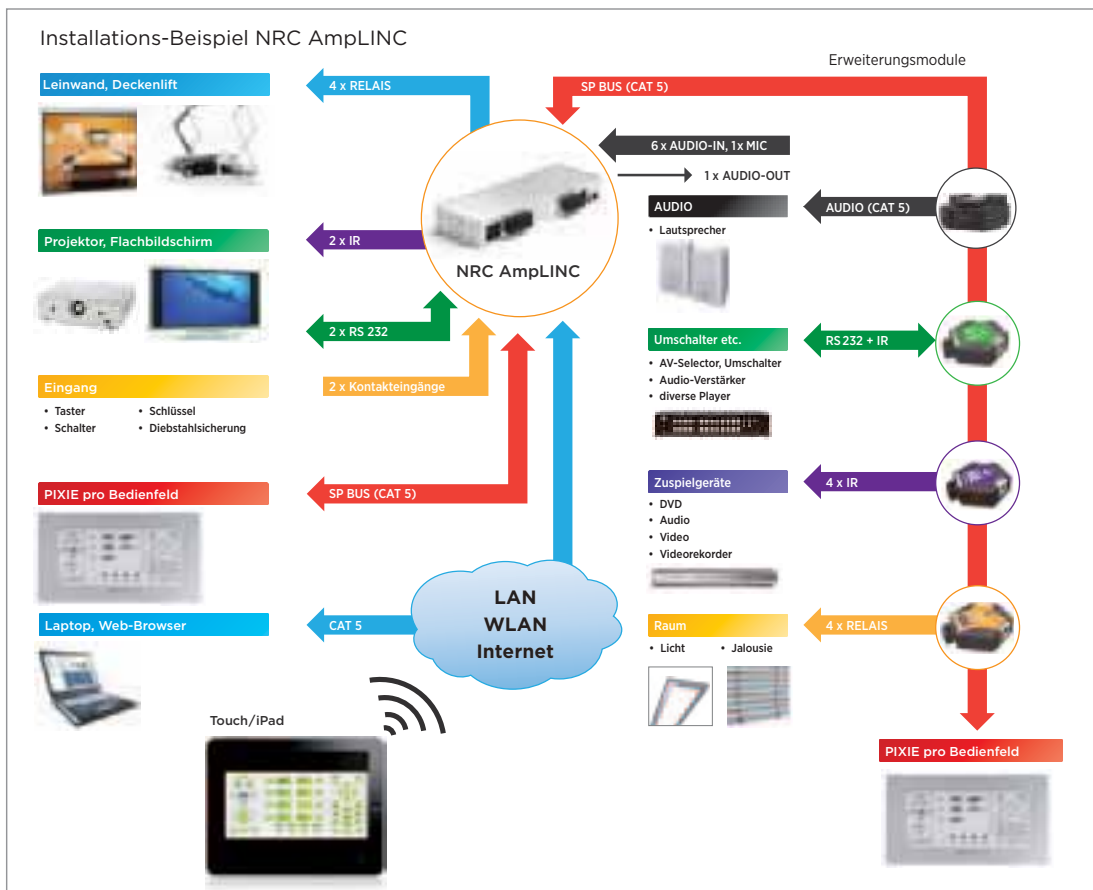 Installations-Beispiel NRC AmpLINC
Erweiterungsmodule
Leinwand, Deckenlift
4 x RELAIS
SP BUS (CAT 5)
6 x AUDIO-IN, 1 x MIC
1 x AUDIO-OUT
AUDIO
• Lautsprecher
AUDIO (CAT 5)
Projektor, Flachbildschirm
2 x IR
NRC AmpLINC
2 x RS 232
Umschalter etc.
• AV-Selector, Umschalter
• Audio-Verstärker
• diverse Player
RS 232 + IR
Eingang
• Taster
• Schalter
• Schlüssel
• Diebstahlsicherung
2 x Kontakteingänge
PIXIE pro Bedienfeld
SP BUS (CAT 5)
Zuspielgeräte
• DVD
• Audio
• Video
• Videorekorder
4 x IR
Laptop, Web-Browser
CAT 5
LAN
WLAN
Internet
Raum
• Licht
• Jalousie
4 x RELAIS
Touch/iPad
PIXIE pro Bedienfeld